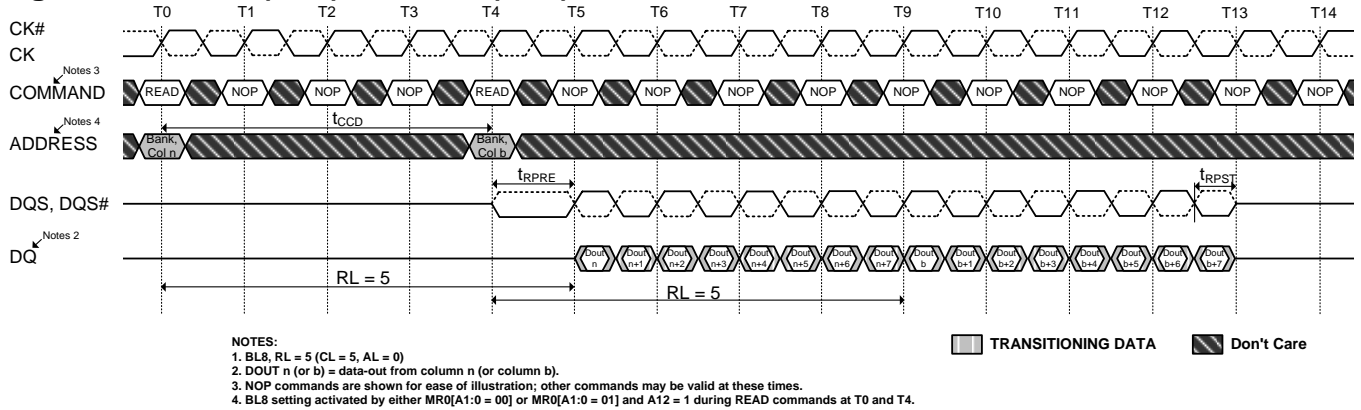 T0 T1 T2 T3 T4 T5 T6 T7 T8 T9 T10 T11 T12 T13 T14
CK#
CK
Notes 3
COMMAND READ NOP NOP NOP READ NOP NOP NOP NOP NOP NOP NOP NOP NOP NOP
tCCD
Notes 4
ADDRESS Bank, Col n Bank, Col b
tRPRE tRPST
DQS, DQS#
Notes 2
DQ Dout n Dout n+1 Dout n+2 Dout n+3 Dout n+4 Dout n+5 Dout n+6 Dout n+7 Dout b Dout b+1 Dout b+2 Dout b+3 Dout b+4 Dout b+5 Dout b+6 Dout b+7
RL = 5
RL = 5
TRANSITIONING DATA Don't Care
NOTES:
1. BL8, RL = 5 (CL = 5, AL = 0)
2. DOUT n (or b) = data-out from column n (or column b).
3. NOP commands are shown for ease of illustration; other commands may be valid at these times.
4. BL8 setting activated by either MR0[A1:0 = 00] or MR0[A1:0 = 01] and A12 = 1 during READ commands at T0 and T4.